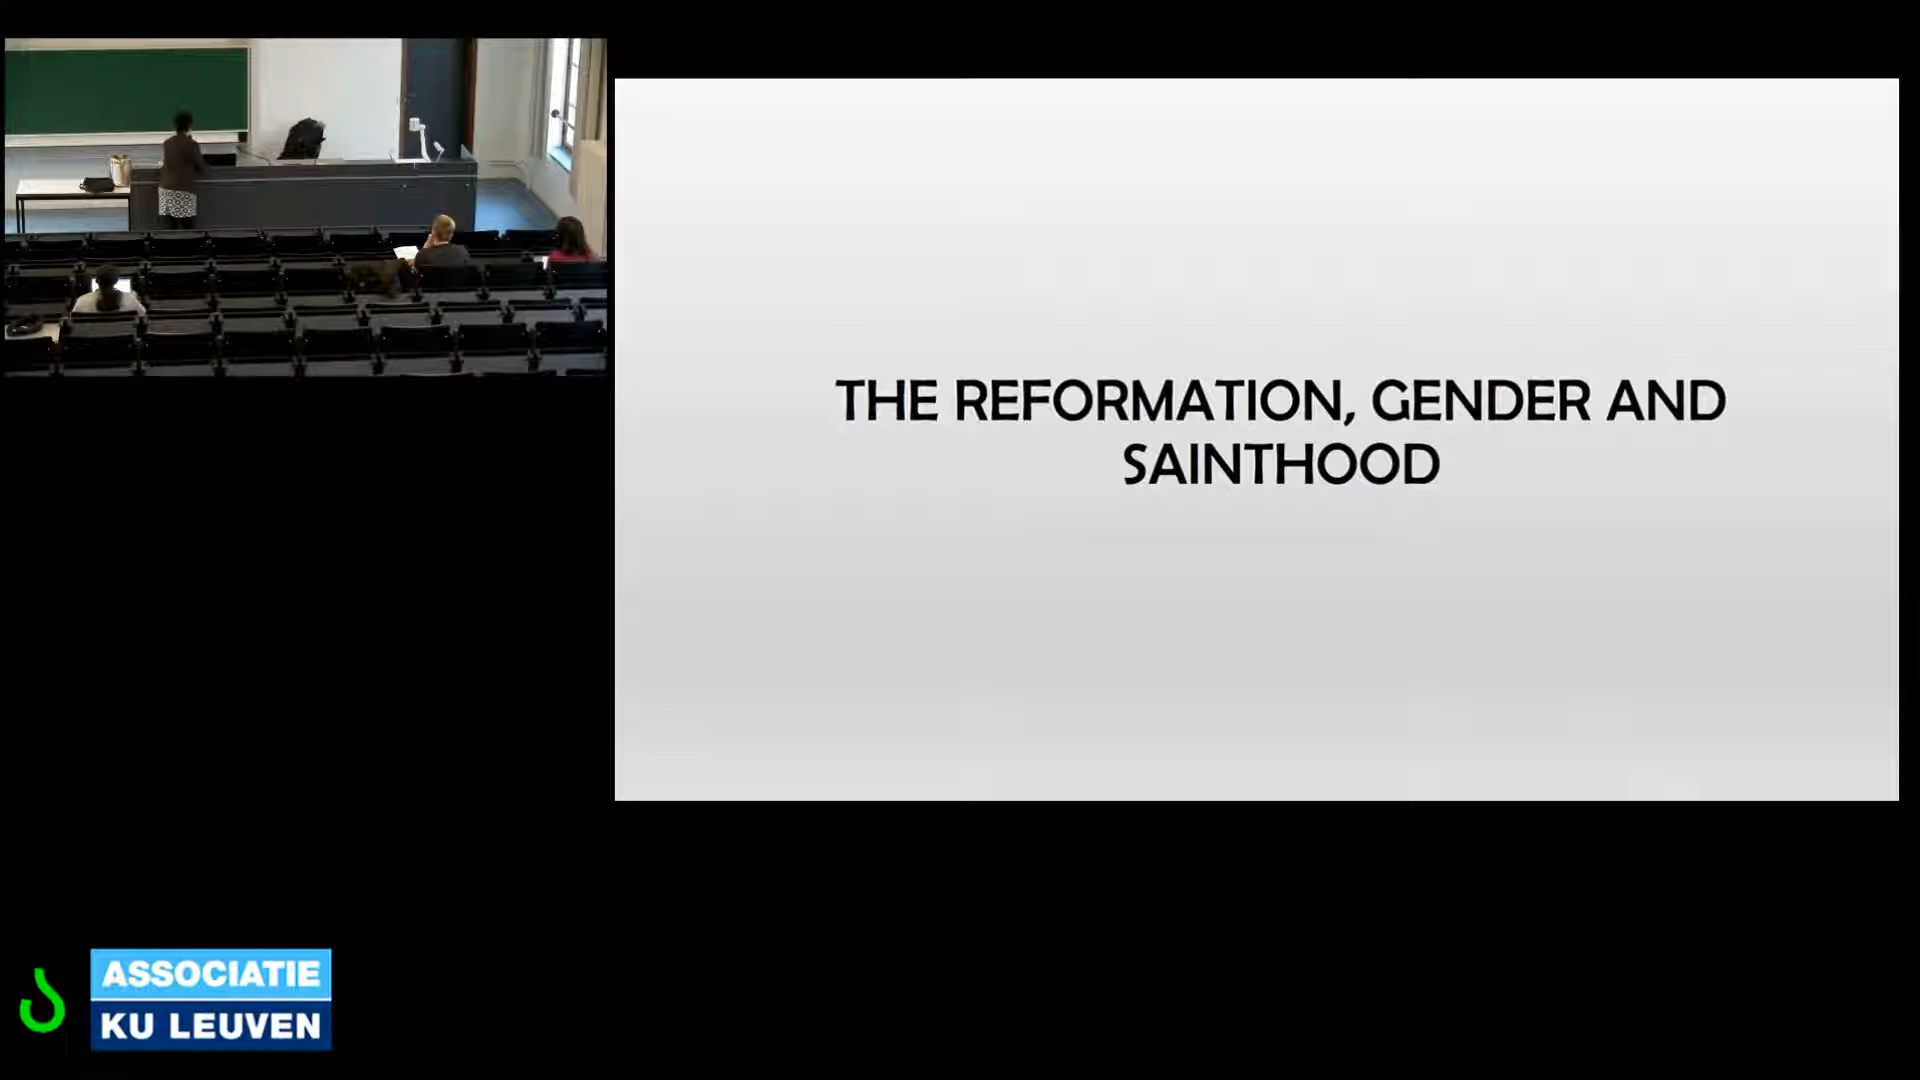 THE REFORMATION, GENDER AND
SAINTHOOD
ASSOCIATIE
KU LEUVEN